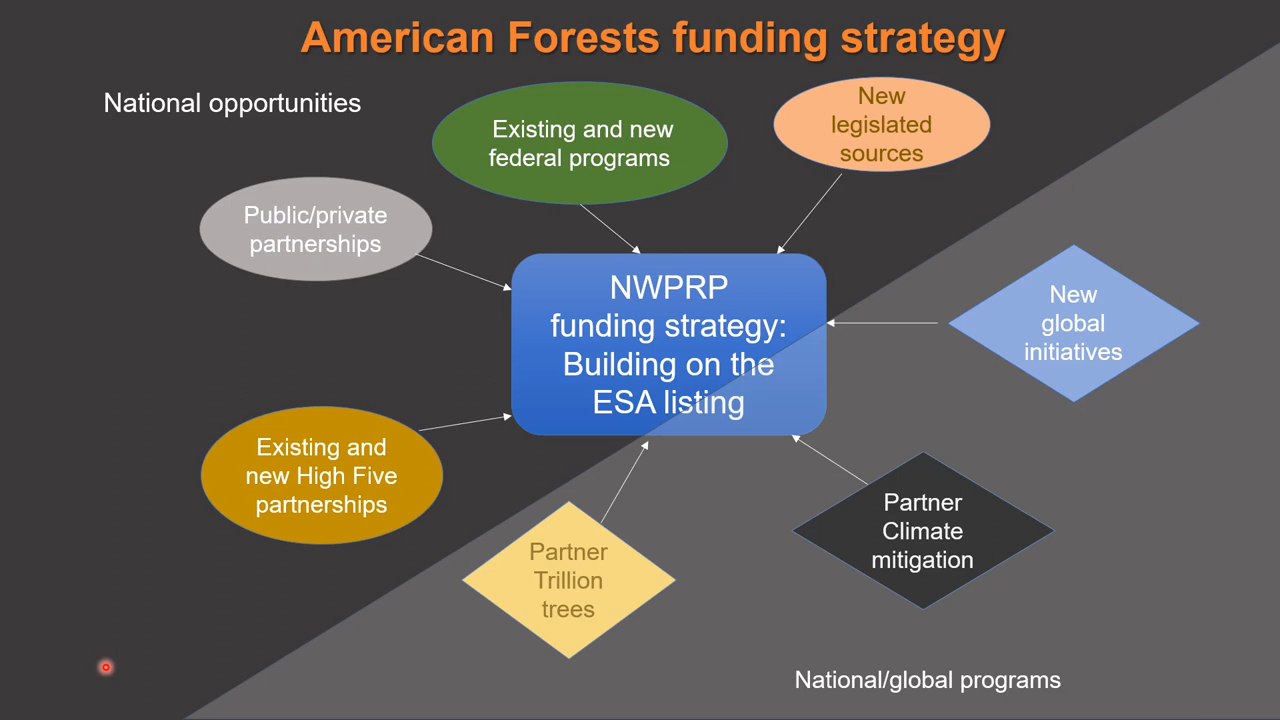 American Forests funding strategy
National opportunities
Existing and new
federal programs
New
legislated
sources
Public/private
partnerships
NWPRP
funding strategy:
Building on the
ESA listing
New
global
initiatives
Existing and
new High Five
partnerships
Partner
Trillion
trees
Partner
Climate
mitigation
National/global programs